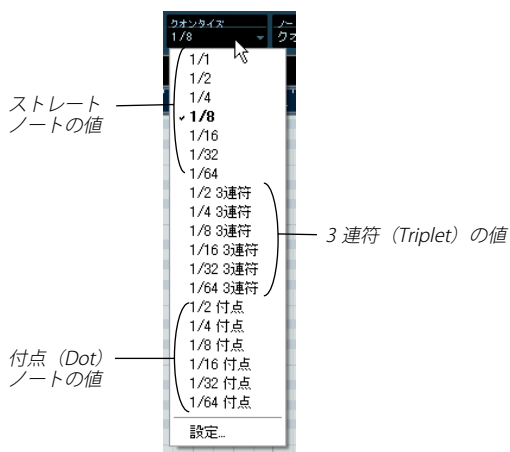 クオンタイズ
1/8
1/1
1/2
1/4
1/8
1/16
1/32
1/64
1/2 3連符
1/4 3連符
1/8 3連符
1/16 3連符
1/32 3連符
1/64 3連符
1/2 付点
1/4 付点
1/8 付点
1/16 付点
1/32 付点
1/64 付点
設定...
ストレート
ノートの値
3 連符（Triplet）の値
付点（Dot）
ノートの値